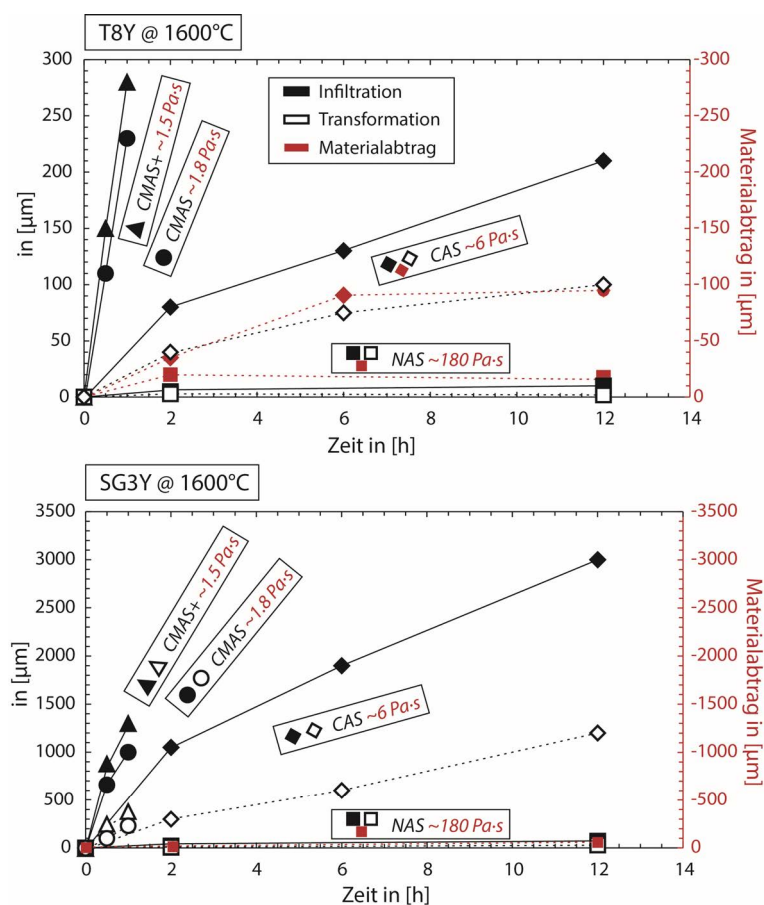 T8Y @ 1600°C
300
250
200
150
100
50
0
in [µm]
-300
-250
-200
-150
-100
-50
0
Materialabtrag in [µm]
CMAS+ ~1.5 Pa·s
CMAS ~1.8 Pa·s
Infiltration
Transformation
Materialabtrag
CAS ~6 Pa·s
NAS ~180 Pa·s
0 2 4 6 8 10 12 14
Zeit in [h]
SG3Y @ 1600°C
3500
3000
2500
2000
1500
1000
500
0
in [µm]
-3500
-3000
-2500
-2000
-1500
-1000
-500
0
Materialabtrag in [µm]
CMAS+ ~1.5 Pa·s
CMAS ~1.8 Pa·s
CAS ~6 Pa·s
NAS ~180 Pa·s
0 2 4 6 8 10 12 14
Zeit in [h]